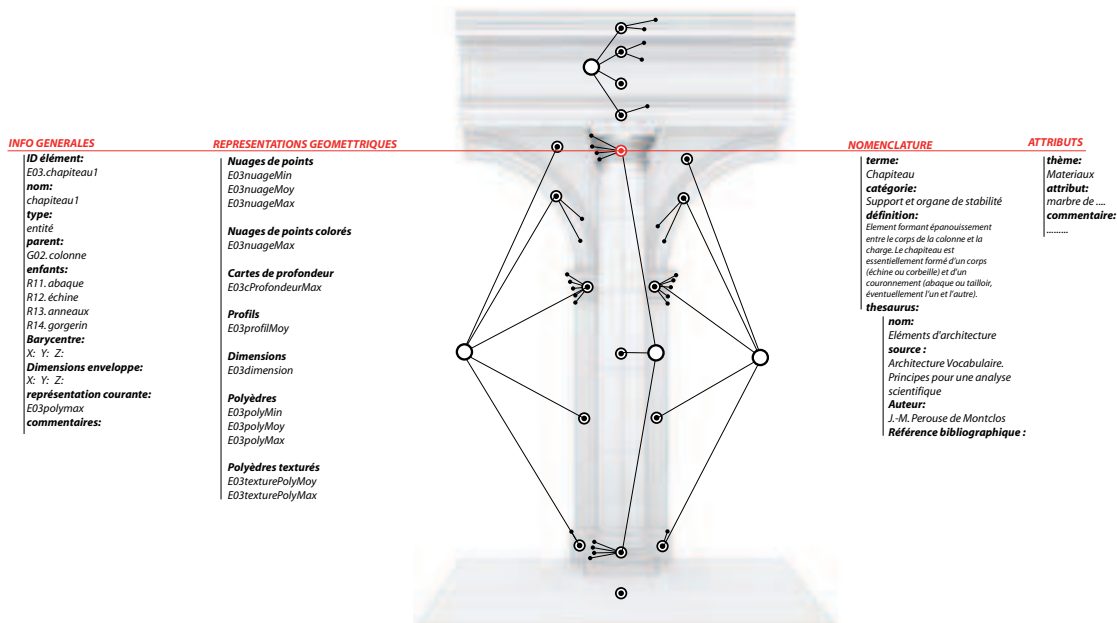 INFO GENERALES
ID élément:
E03.chapiteau1
nom:
chapiteau1
type:
entité
parent:
G02.colonne
enfants:
R11.abaque
R12.échine
R13.anneaux
R14.gorgerin
Barycentre:
X: Y: Z:
Dimensions enveloppe:
X: Y: Z:
représentation courante:
E03polymax
commentaires:
REPRESENTATIONS GEOMETTRIQUES
Nuages de points
E03nuageMin
E03nuageMoy
E03nuageMax
Nuages de points colorés
E03nuageMax
Cartes de profondeur
E03cProfondeurMax
Profils
E03profilMoy
Dimensions
E03dimension
Polyèdres
E03polyMin
E03polyMoy
E03polyMax
Polyèdres texturés
E03texturePolyMoy
E03texturePolyMax
NOMENCLATURE
terme:
Chapiteau
catégorie:
Support et organe de stabilité
définition:
Element formant épanouissement
entre le corps de la colonne et la
charge. Le chapiteau est
essentiellement formé d'un corps
(échine ou corbeille) et d'un
couronnement (abaque ou tailloir,
éventuellement l'un et l'autre).
thesaurus:
nom:
Eléments d'architecture
source :
Architecture Vocabulaire.
Principes pour une analyse
scientifique
Auteur:
J.-M. Perouse de Montclos
Référence bibliographique :
ATTRIBUTS
thème:
Materiaux
attribut:
marbre de ....
commentaire:
.........